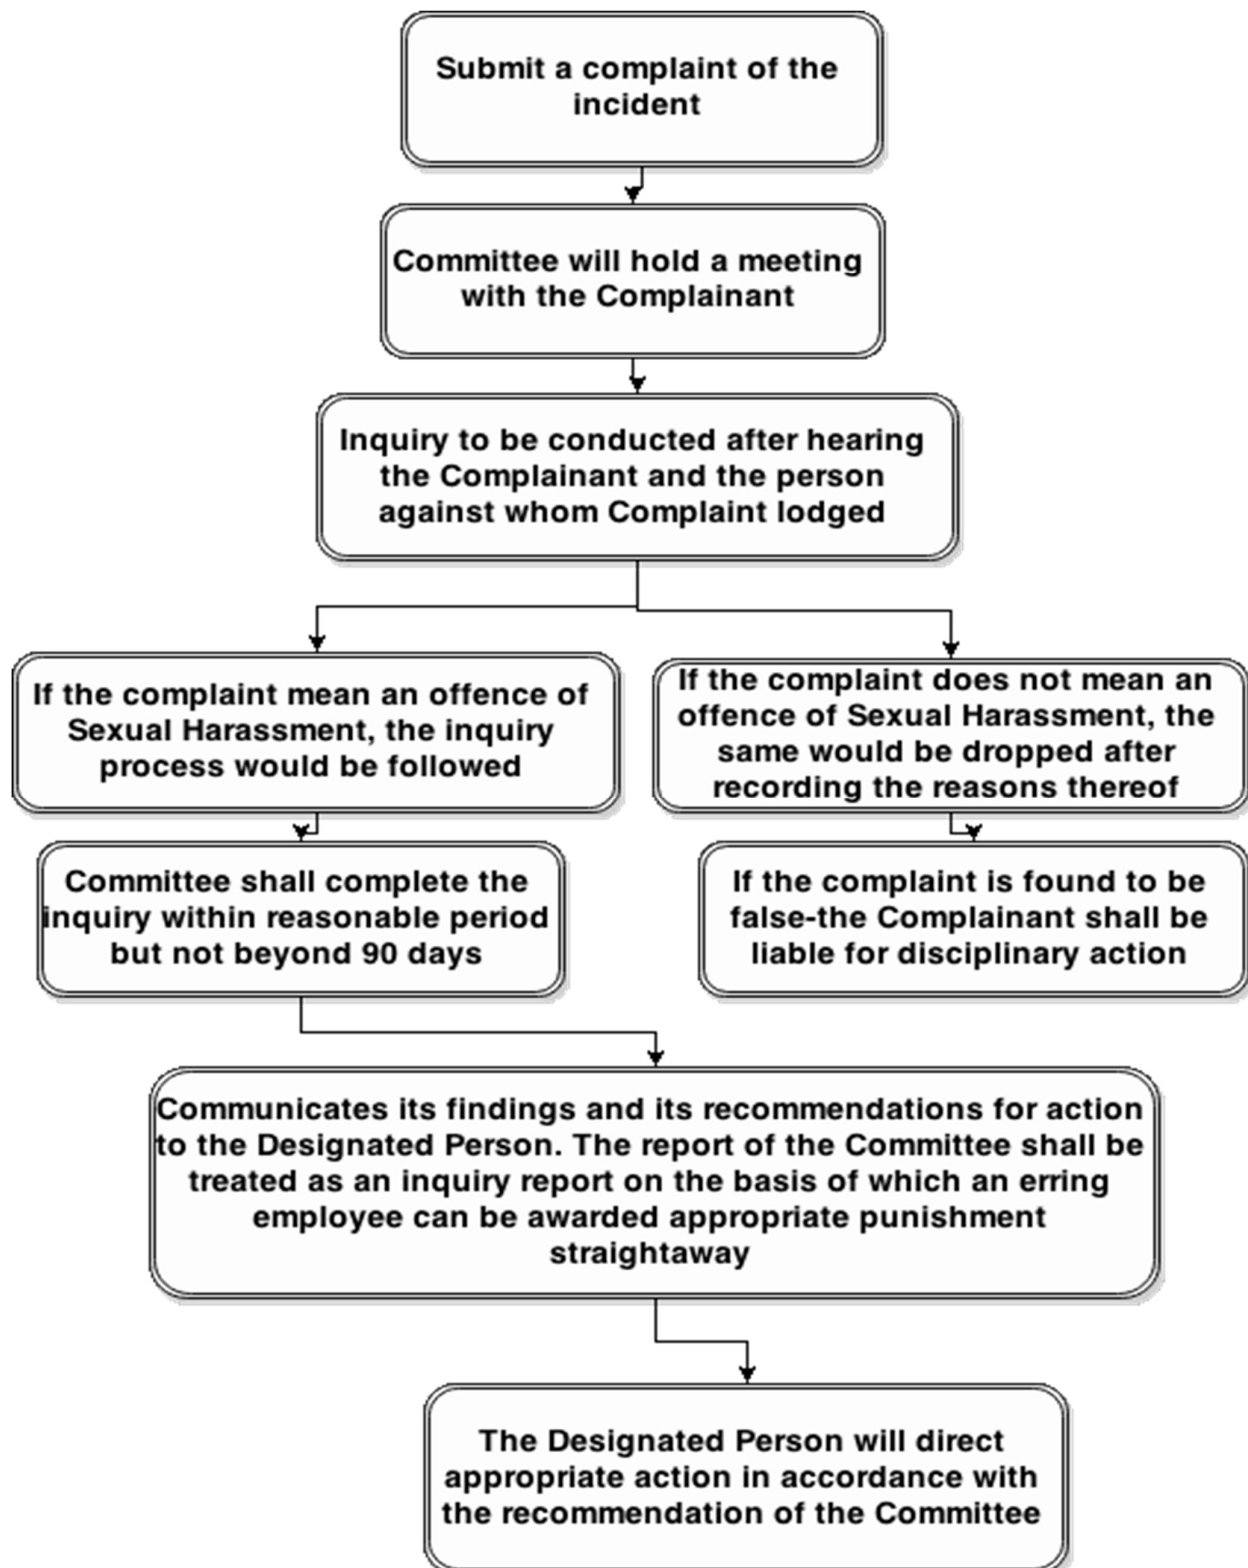 Submit a complaint of the
incident
Committee will hold a meeting
with the Complainant
Inquiry to be conducted after hearing
the Complainant and the person
against whom Complaint lodged
If the complaint mean an offence of
Sexual Harassment, the inquiry
process would be followed
If the complaint does not mean an
offence of Sexual Harassment, the
same would be dropped after
recording the reasons thereof
Committee shall complete the
inquiry within reasonable period
but not beyond 90 days
If the complaint is found to be
false-the Complainant shall be
liable for disciplinary action
Communicates its findings and its recommendations for action
to the Designated Person. The report of the Committee shall be
treated as an inquiry report on the basis of which an erring
employee can be awarded appropriate punishment
straightaway
The Designated Person will direct
appropriate action in accordance with
the recommendation of the Committee